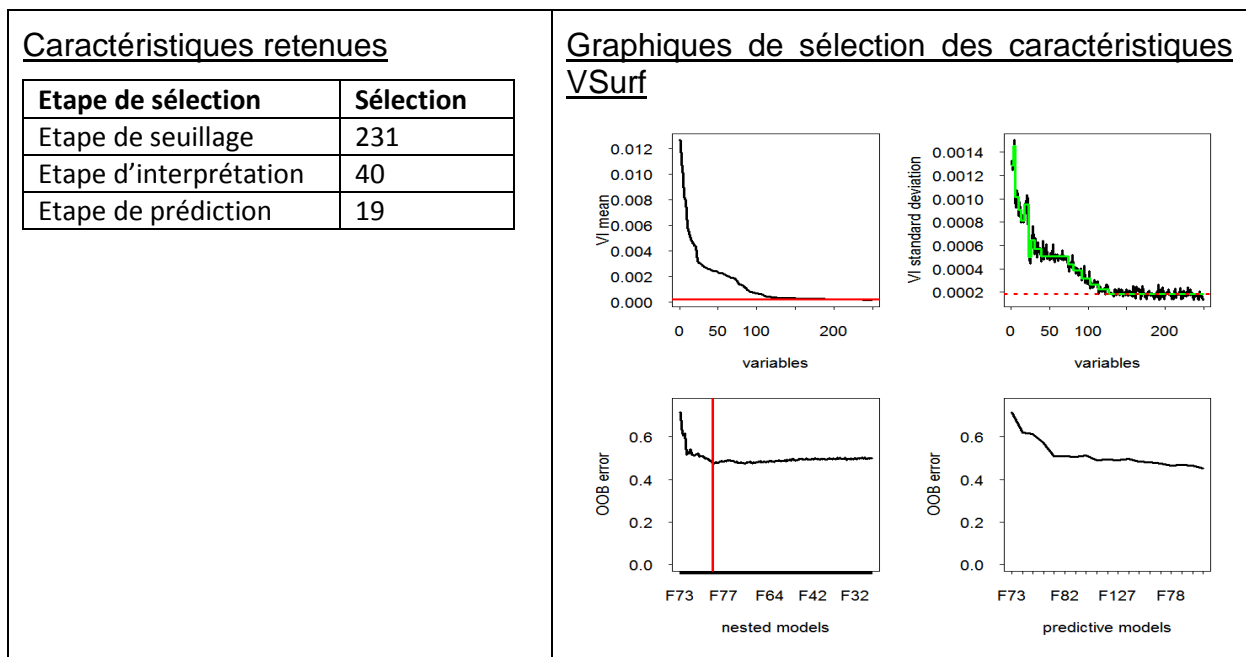 Caractéristiques retenues
Etape de sélection Sélection
Etape de seuillage 231
Etape d'interprétation 40
Etape de prédiction 19
Graphiques de sélection des caractéristiques
VSurf
VI mean
0.012
0.010
0.008
0.006
0.004
0.002
0.000
0 50 100 200
variables
VI standard deviation
0.0014
0.0012
0.0010
0.0008
0.0006
0.0004
0.0002
0 50 100 200
variables
OOB error
0.6
0.4
0.2
0.0
F73 F77 F64 F42 F32
nested models
OOB error
0.6
0.4
0.2
0.0
F73 F82 F127 F78
predictive models